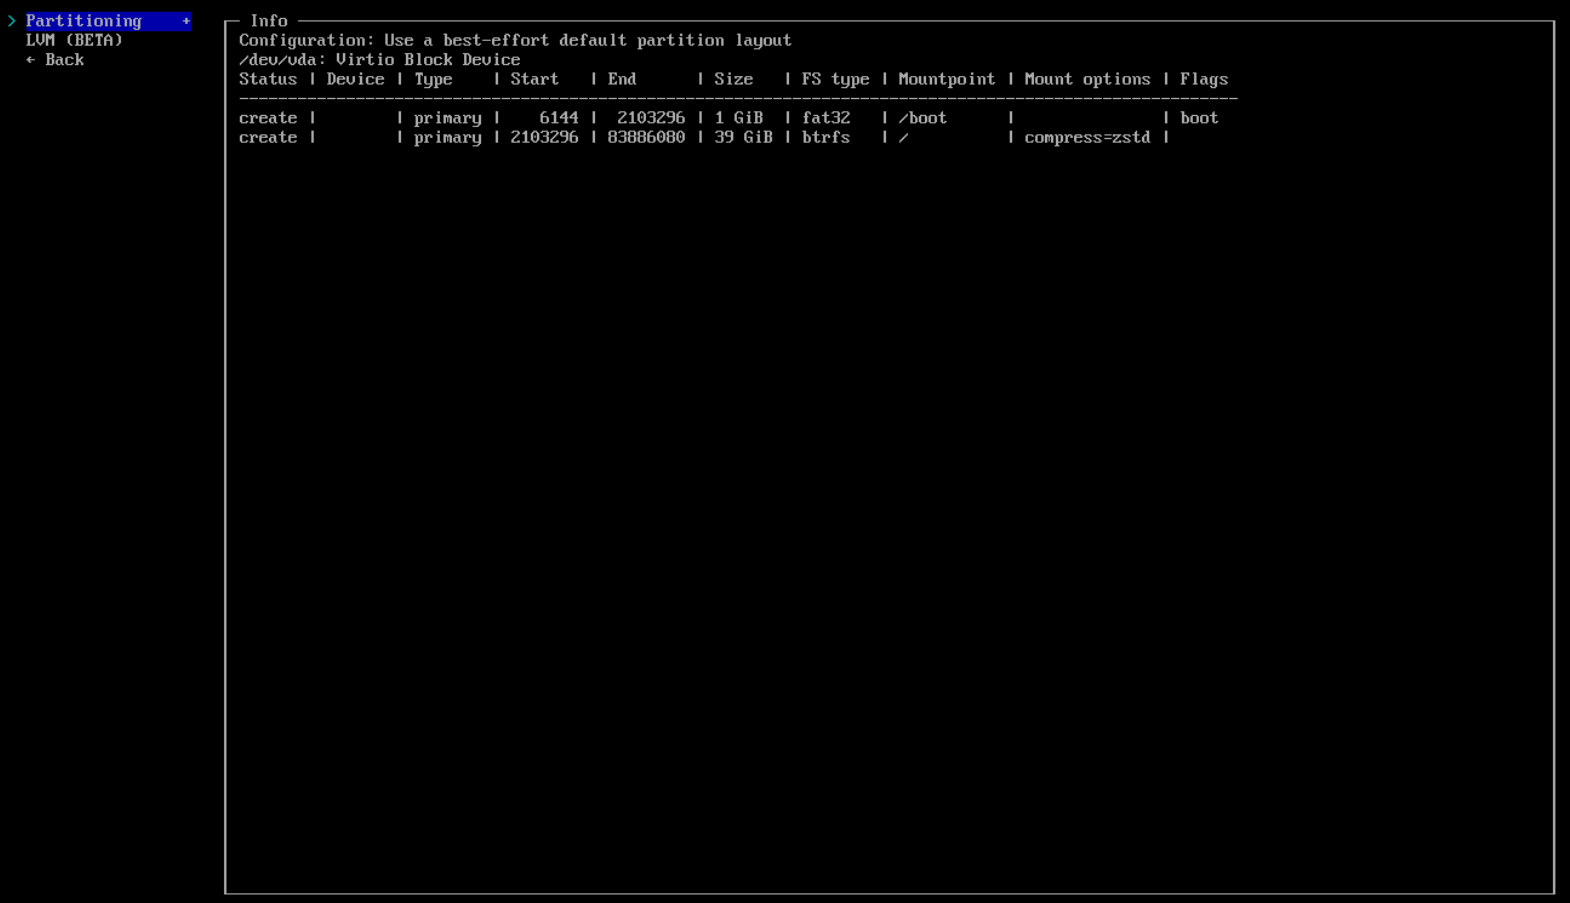 > Partitioning +
LVM (BETA)
← Back
Info
Configuration: Use a best-effort default partition layout
/dev/vda: Virtio Block Device
Status | Device | Type    | Start   | End      | Size   | FS type | Mountpoint | Mount options | Flags
-------------------------------------------------------------------------------------------------------
create |        | primary |    6144 |  2103296 | 1 GiB  | fat32   | /boot      |               | boot
create |        | primary | 2103296 | 83886080 | 39 GiB | btrfs   | /          | compress=zstd |